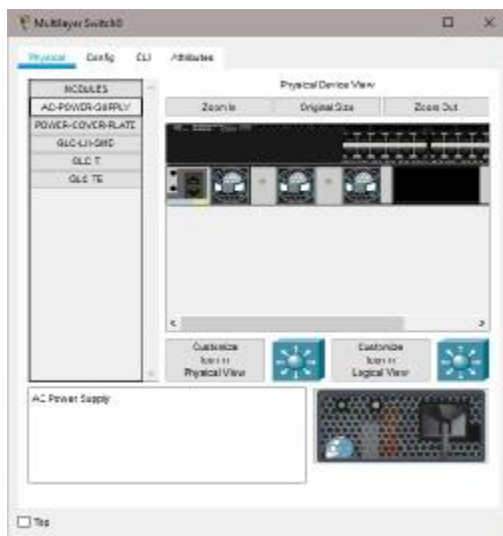 Multilayer Switch0
Physical Config CLI Attributes
MODULES
AC-POWER-SUPPLY
POWER-COVER-PLATE
GLC-LH-SMD
GLC-T
GLC-TE
Physical Device View
Zoom In Original Size Zoom Out
Customize
Icon in
Physical View
Customize
Icon in
Logical View
AC Power Supply
Top